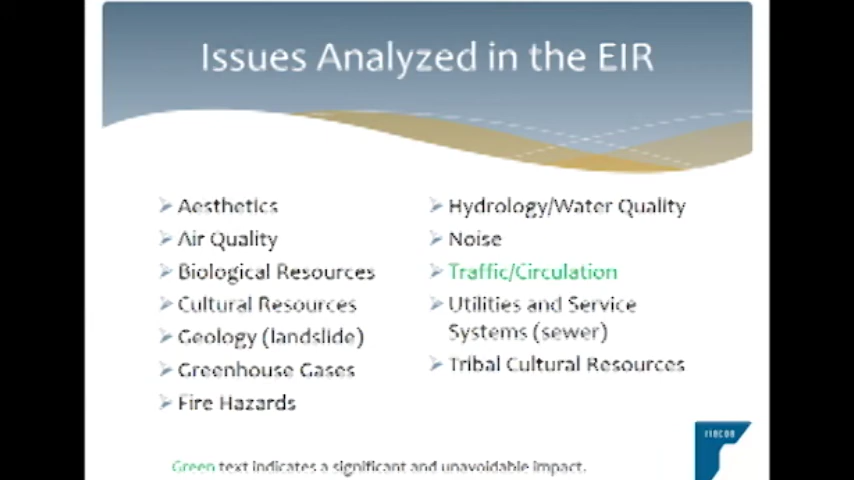 Issues Analyzed in the EIR
Aesthetics
Air Quality
Biological Resources
Cultural Resources
Geology (landslide)
Greenhouse Gases
Fire Hazards
Hydrology/Water Quality
Noise
Traffic/Circulation
Utilities and Service
Systems (sewer)
Tribal Cultural Resources
Green text indicates a significant and unavoidable impact.
rincon